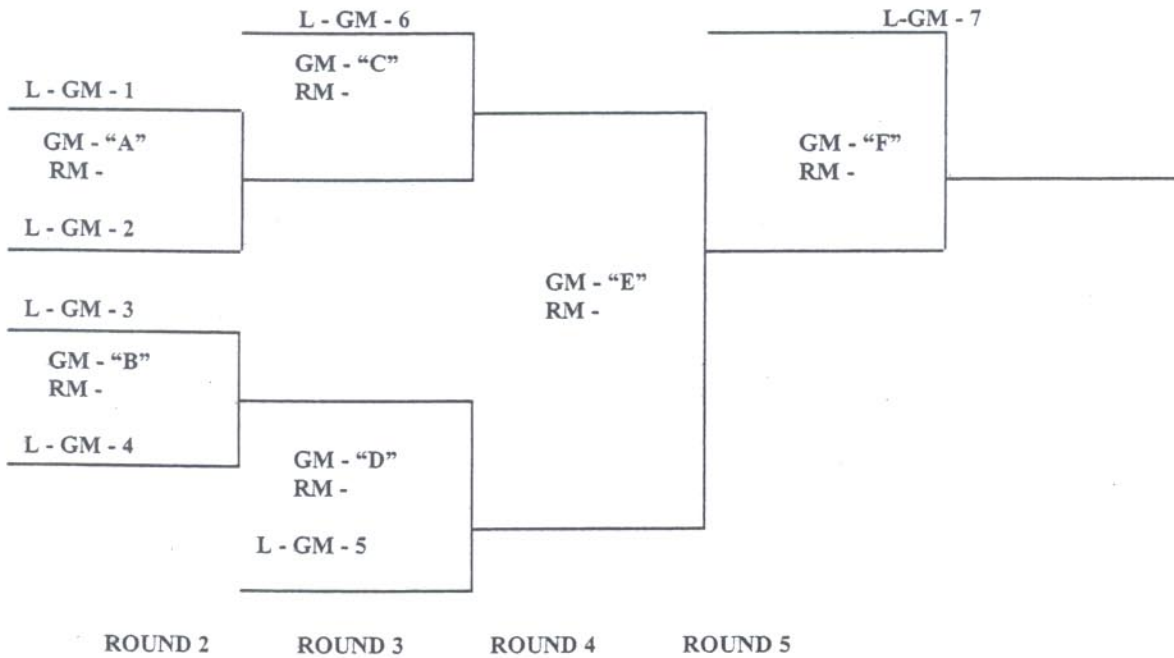 L - GM - 6
L-GM - 7
GM - “C”
RM -
L - GM - 1
GM - “A”
RM -
GM - “F”
RM -
L - GM - 2
GM - “E”
RM -
L - GM - 3
GM - “B”
RM -
L - GM - 4
GM - “D”
RM -
L - GM - 5
ROUND 2
ROUND 3
ROUND 4
ROUND 5